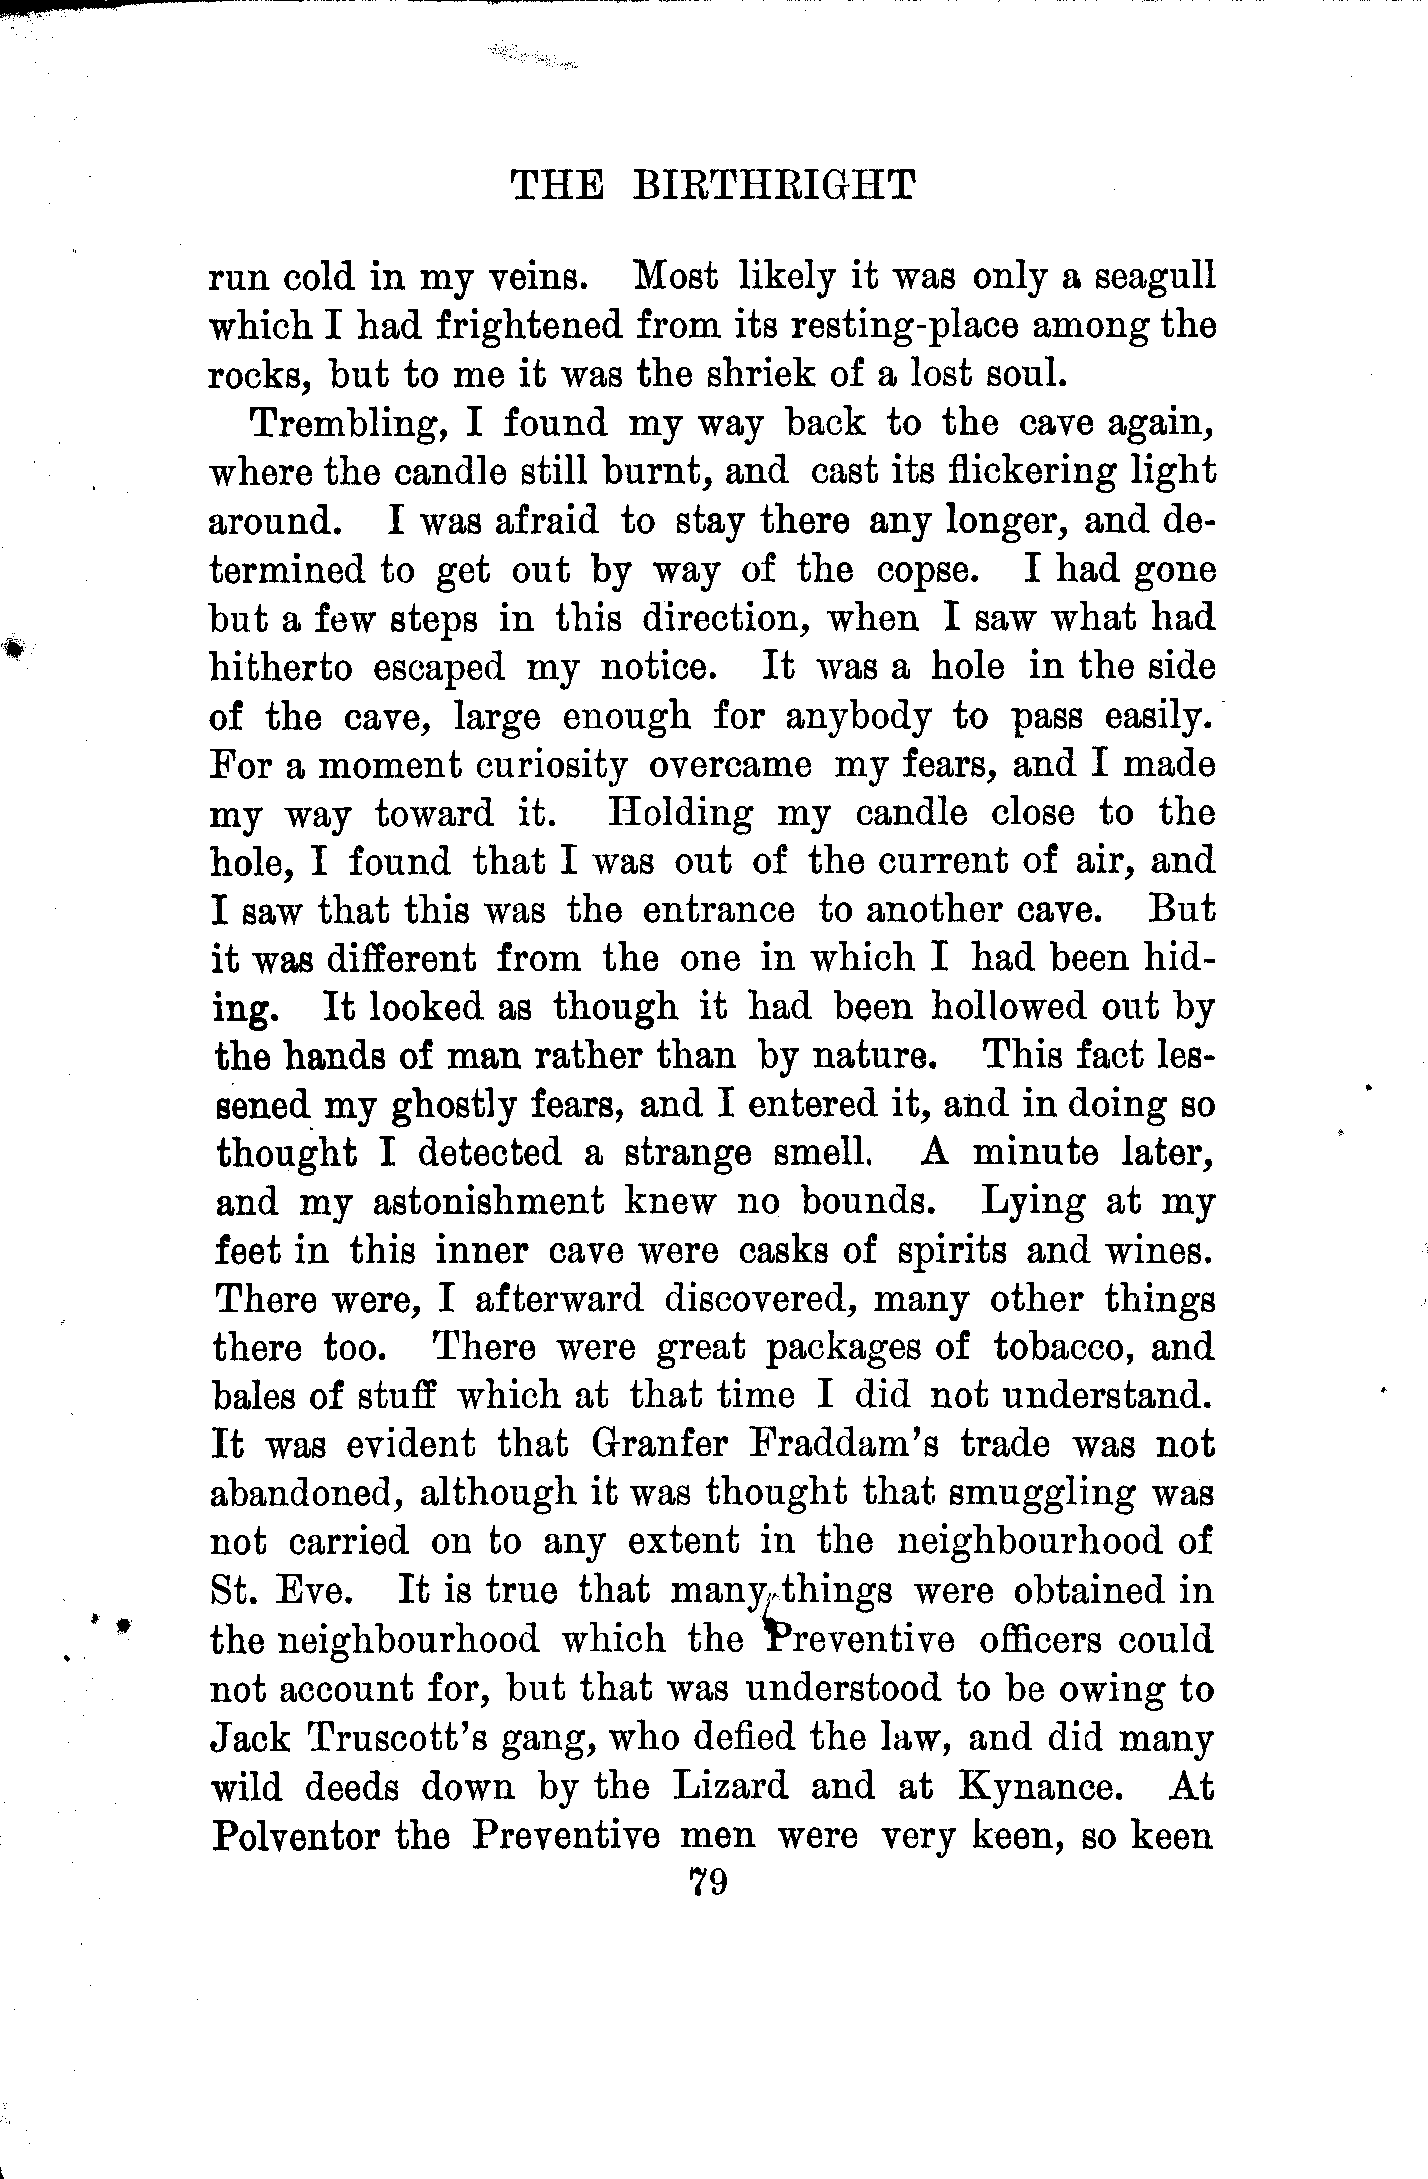 THE BIRTHRIGHT
run cold in my veins. Most likely it was only a seagull
which I had frightened from its resting-place among the
rocks, but to me it was the shriek of a lost soul.
Trembling, I found my way back to the cave again,
where the candle still burnt, and cast its flickering light
around. I was afraid to stay there any longer, and de-
termined to get out by way of the copse. I had gone
but a few steps in this direction, when I saw what had
hitherto escaped my notice. It was a hole in the side
of the cave, large enough for anybody to pass easily.
For a moment curiosity overcame my fears, and I made
my way toward it. Holding my candle close to the
hole, I found that I was out of the current of air, and
I saw that this was the entrance to another cave. But
it was different from the one in which I had been hid-
ing. It looked as though it had been hollowed out by
the hands of man rather than by nature. This fact les-
sened my ghostly fears, and I entered it, and in doing so
thought I detected a strange smell. A minute later,
and my astonishment knew no bounds. Lying at my
feet in this inner cave were casks of spirits and wines.
There were, I afterward discovered, many other things
there too. There were great packages of tobacco, and
bales of stuff which at that time I did not understand.
It was evident that Granfer Fraddam's trade was not
abandoned, although it was thought that smuggling was
not carried on to any extent in the neighbourhood of
St. Eve. It is true that many things were obtained in
the neighbourhood which the Preventive officers could
not account for, but that was understood to be owing to
Jack Truscott's gang, who defied the law, and did many
wild deeds down by the Lizard and at Kynance. At
Polventor the Preventive men were very keen, so keen
79